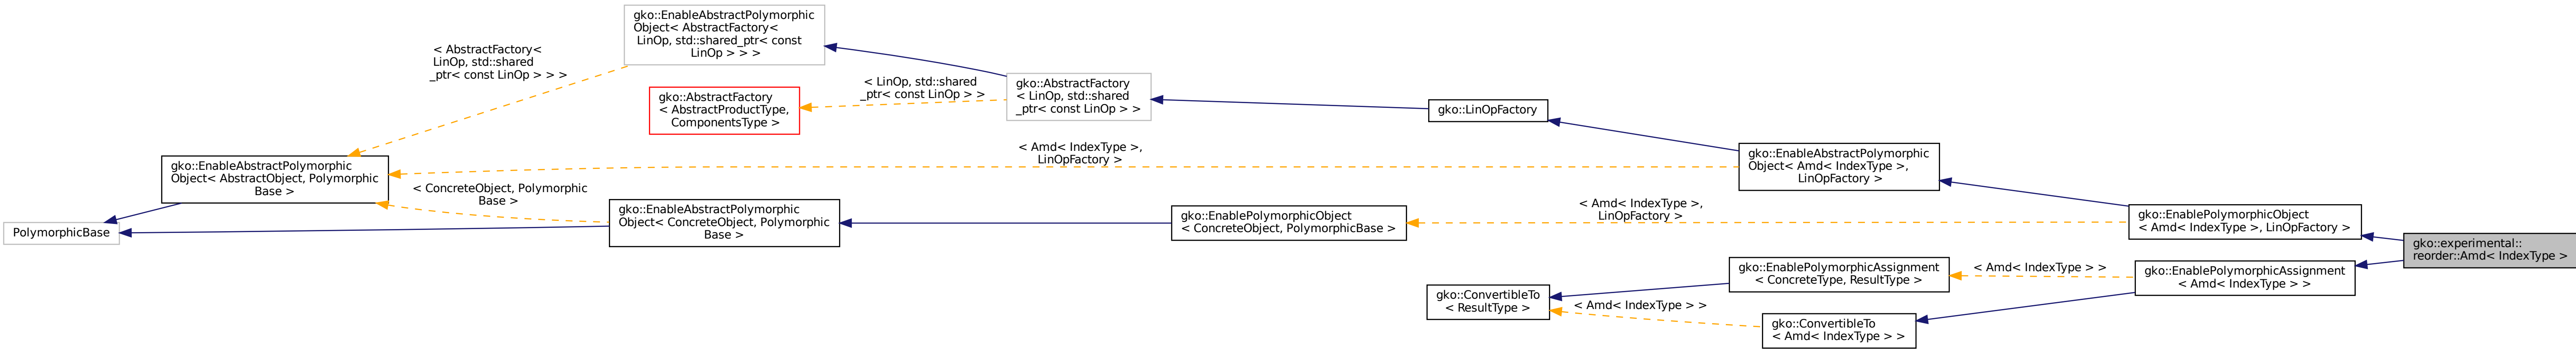 gko::EnableAbstractPolymorphic
Object< AbstractFactory<
LinOp, std::shared_ptr< const
LinOp > > >
< AbstractFactory<
LinOp, std::shared
_ptr< const LinOp > > >
gko::AbstractFactory
< AbstractProductType,
ComponentsType >
< LinOp, std::shared
_ptr< const LinOp > >
gko::AbstractFactory
< LinOp, std::shared
_ptr< const LinOp > >
gko::LinOpFactory
gko::EnableAbstractPolymorphic
Object< AbstractObject, Polymorphic
Base >
< Amd< IndexType >,
LinOpFactory >
gko::EnableAbstractPolymorphic
Object< Amd< IndexType >,
LinOpFactory >
< ConcreteObject, Polymorphic
Base >
PolymorphicBase
gko::EnableAbstractPolymorphic
Object< ConcreteObject, Polymorphic
Base >
gko::EnablePolymorphicObject
< ConcreteObject, PolymorphicBase >
< Amd< IndexType >,
LinOpFactory >
gko::EnablePolymorphicObject
< Amd< IndexType >, LinOpFactory >
gko::experimental::
reorder::Amd< IndexType >
gko::EnablePolymorphicAssignment
< ConcreteType, ResultType >
< Amd< IndexType > >
gko::EnablePolymorphicAssignment
< Amd< IndexType > >
gko::ConvertibleTo
< ResultType >
< Amd< IndexType > >
gko::ConvertibleTo
< Amd< IndexType > >